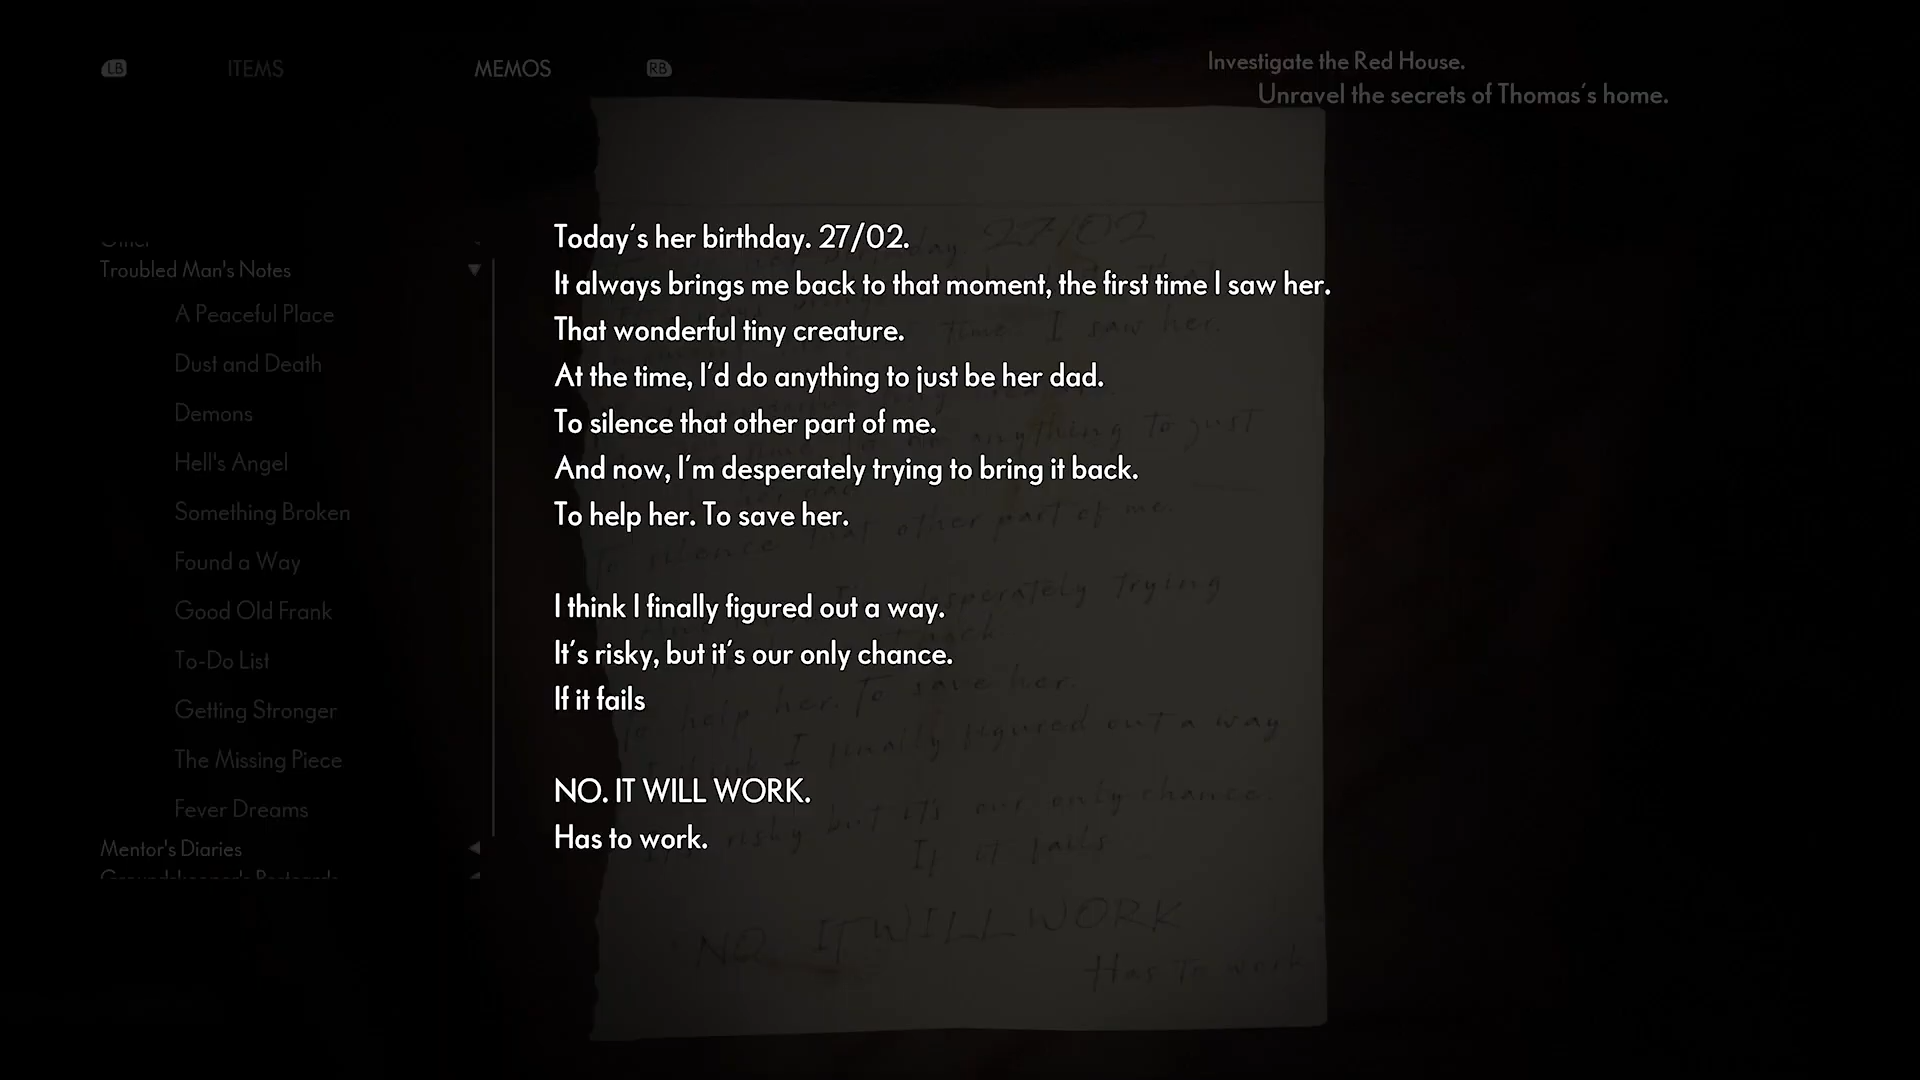 LB ITEMS MEMOS RB
Investigate the Red House.
Unravel the secrets of Thomas's home.
Other
Troubled Man's Notes
A Peaceful Place
Dust and Death
Demons
Hell's Angel
Something Broken
Found a Way
Good Old Frank
To-Do List
Getting Stronger
The Missing Piece
Fever Dreams
Mentor's Diaries
Groundskeeper's Postcards
Today's her birthday. 27/02.
It always brings me back to that moment, the first time I saw her.
That wonderful tiny creature.
At the time, I'd do anything to just be her dad.
To silence that other part of me.
And now, I'm desperately trying to bring it back.
To help her. To save her.
I think I finally figured out a way.
It's risky, but it's our only chance.
If it fails
NO. IT WILL WORK.
Has to work.